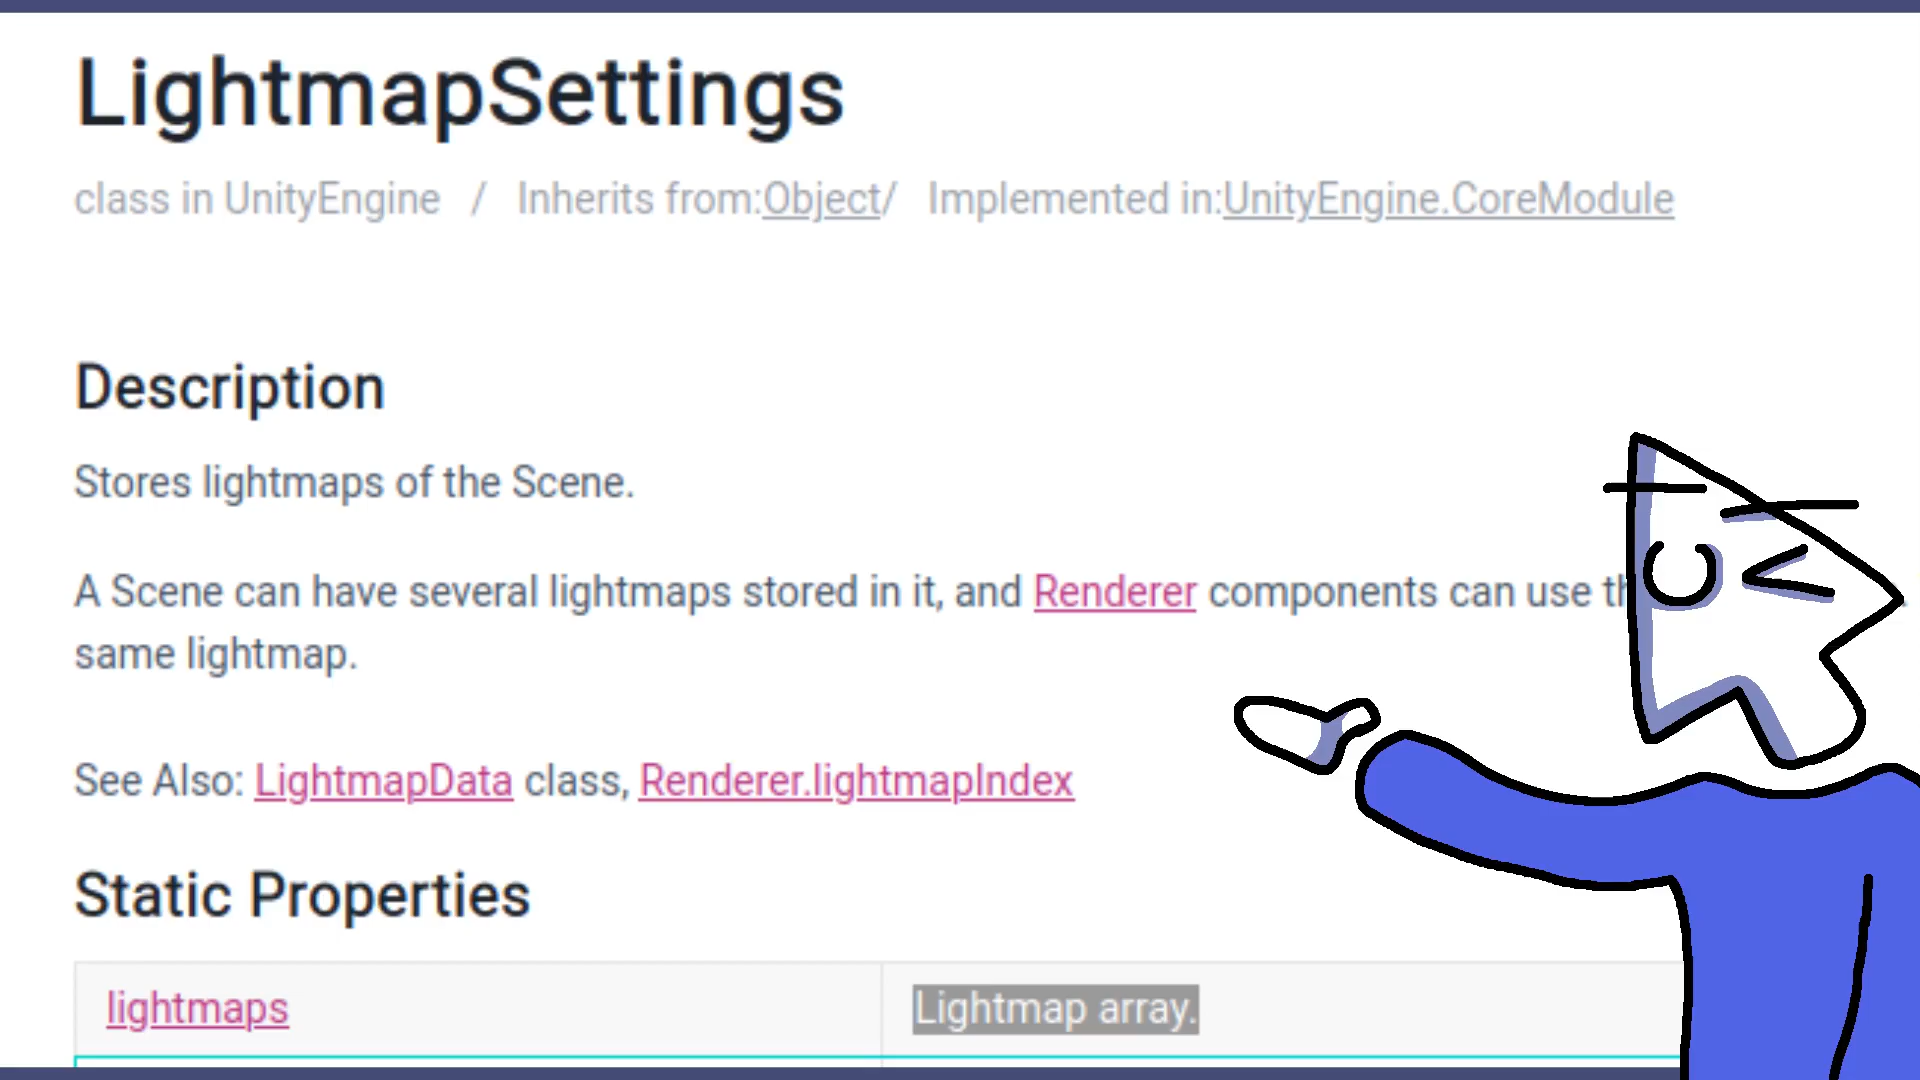 LightmapSettings
class in UnityEngine / Inherits from:Object/ Implemented in:UnityEngine.CoreModule
Description
Stores lightmaps of the Scene.
A Scene can have several lightmaps stored in it, and Renderer components can use
same lightmap.
See Also: LightmapData class, Renderer.lightmapIndex
Static Properties
lightmaps Lightmap array.